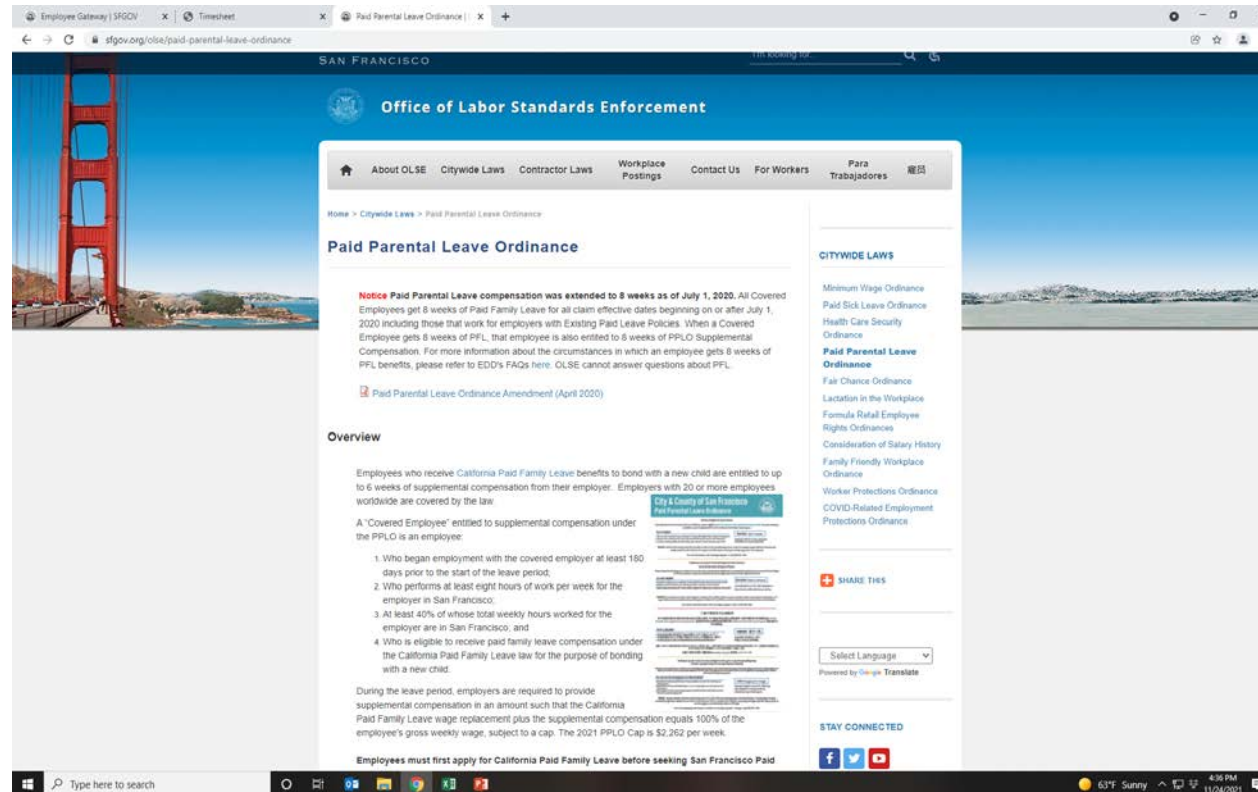 Employee Gateway | SFGOV
Timesheet
Paid Parental Leave Ordinance |
sfgov.org/olse/paid-parental-leave-ordinance
SAN FRANCISCO
I'm looking for...
Office of Labor Standards Enforcement
About OLSE
Citywide Laws
Contractor Laws
Workplace
Postings
Contact Us
For Workers
Para
Trabajadores
雇员
Home > Citywide Laws > Paid Parental Leave Ordinance
Paid Parental Leave Ordinance
Notice Paid Parental Leave compensation was extended to 8 weeks as of July 1, 2020. All Covered
Employees get 8 weeks of Paid Family Leave for all claim effective dates beginning on or after July 1,
2020 including those that work for employers with Existing Paid Leave Policies. When a Covered
Employee gets 8 weeks of PFL, that employee is also entitled to 8 weeks of PPLO Supplemental
Compensation. For more information about the circumstances in which an employee gets 8 weeks of
PFL benefits, please refer to EDD's FAQs here. OLSE cannot answer questions about PFL.
Paid Parental Leave Ordinance Amendment (April 2020)
Overview
Employees who receive California Paid Family Leave benefits to bond with a new child are entitled to up
to 6 weeks of supplemental compensation from their employer. Employers with 20 or more employees
worldwide are covered by the law.
A "Covered Employee" entitled to supplemental compensation under
the PPLO is an employee:
1. Who began employment with the covered employer at least 180
days prior to the start of the leave period;
2. Who performs at least eight hours of work per week for the
employer in San Francisco;
3. At least 40% of whose total weekly hours worked for the
employer are in San Francisco; and
4. Who is eligible to receive paid family leave compensation under
the California Paid Family Leave law for the purpose of bonding
with a new child.
City & County of San Francisco
Paid Parental Leave Ordinance
During the leave period, employers are required to provide
supplemental compensation in an amount such that the California
Paid Family Leave wage replacement plus the supplemental compensation equals 100% of the
employee's gross weekly wage, subject to a cap. The 2021 PPLO Cap is $2,262 per week.
Employees must first apply for California Paid Family Leave before seeking San Francisco Paid
CITYWIDE LAWS
Minimum Wage Ordinance
Paid Sick Leave Ordinance
Health Care Security
Ordinance
Paid Parental Leave
Ordinance
Fair Chance Ordinance
Lactation in the Workplace
Formula Retail Employee
Rights Ordinances
Consideration of Salary History
Family Friendly Workplace
Ordinance
Worker Protections Ordinance
COVID-Related Employment
Protections Ordinance
SHARE THIS
Select Language
Powered by Google Translate
STAY CONNECTED
Type here to search
63°F Sunny
4:36 PM
11/24/2021